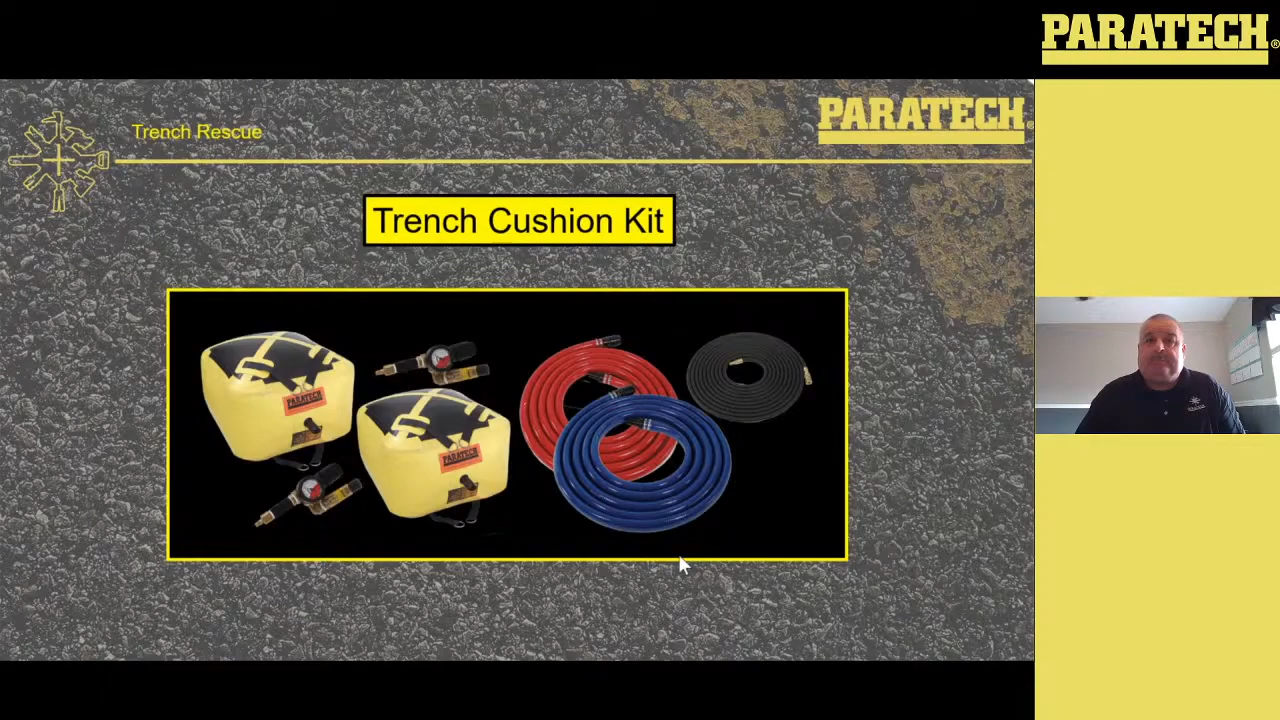 PARATECH®
Trench Rescue
PARATECH®
Trench Cushion Kit
PARATECH
PARATECH